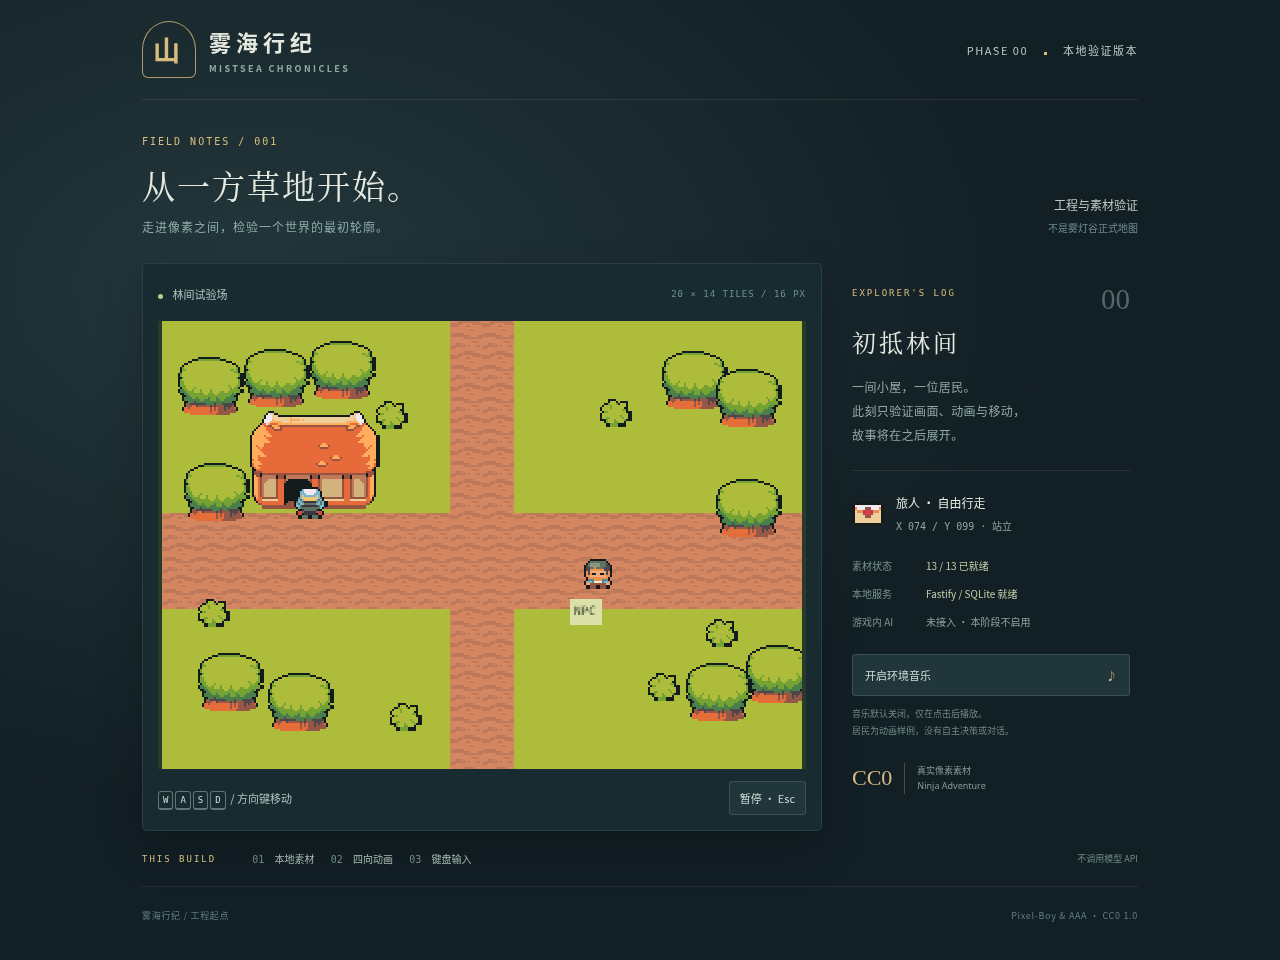 山
雾海行纪
MISTSEA CHRONICLES
PHASE 00 · 本地验证版本
FIELD NOTES / 001
从一方草地开始。
走进像素之间，检验一个世界的最初轮廓。
工程与素材验证
不是雾灯谷正式地图
林间试验场
20 × 14 TILES / 16 PX
NPC
W A S D / 方向键移动
暂停 · Esc
EXPLORER'S LOG
00
初抵林间
一间小屋，一位居民。
此刻只验证画面、动画与移动，
故事将在之后展开。
旅人 · 自由行走
X 074 / Y 099 · 站立
素材状态 13 / 13 已就绪
本地服务 Fastify / SQLite 就绪
游戏内 AI 未接入 · 本阶段不启用
开启环境音乐 ♪
音乐默认关闭，仅在点击后播放。
居民为动画样例，没有自主决策或对话。
CC0
真实像素素材
Ninja Adventure
THIS BUILD 01 本地素材 02 四向动画 03 键盘输入
不调用模型 API
雾海行纪 / 工程起点
Pixel-Boy & AAA · CC0 1.0